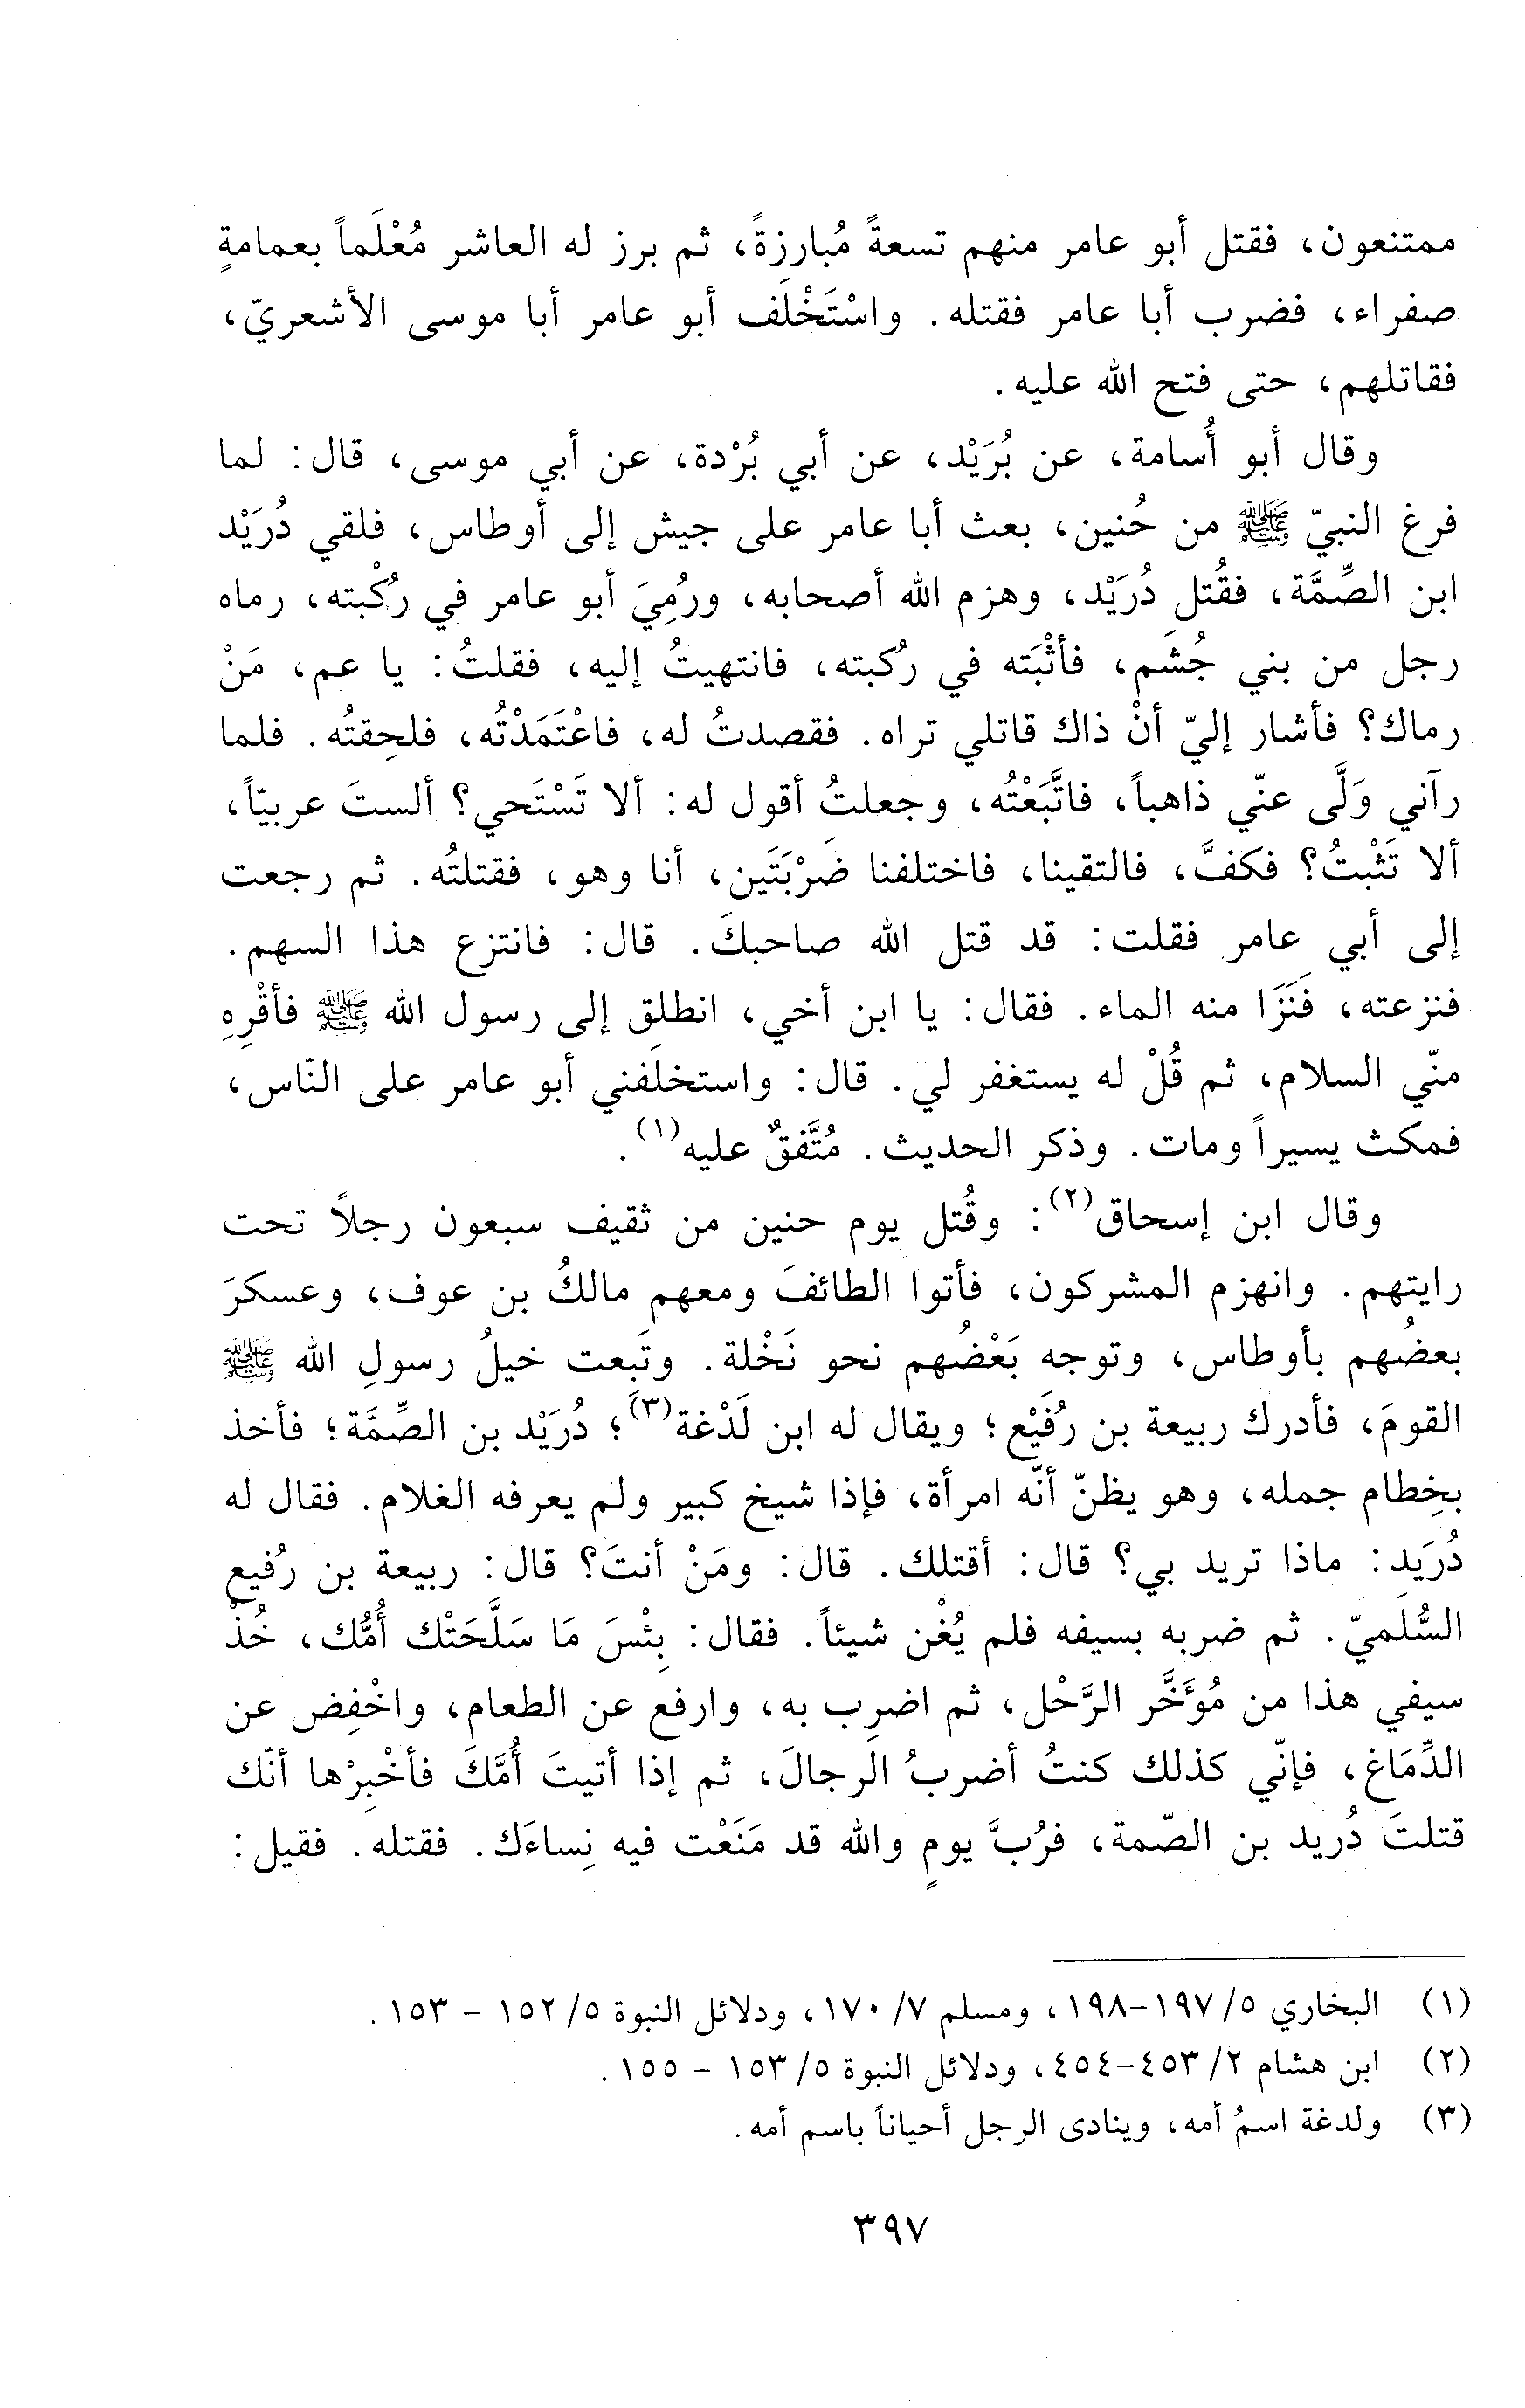 ممتنعون، فقتل أبو عامر منهم تسعةً مُبارزةً، ثم برز له العاشر مُعْلَماً بعمامةٍ
صفراء، فضرب أبا عامر فقتله. واسْتَخْلَف أبو عامر أبا موسى الأشعريّ،
فقاتلهم، حتى فتح الله عليه.
وقال أبو أُسامة، عن بُرَيْد، عن أبي بُرْدة، عن أبي موسى، قال: لما
فرغ النبيّ ﷺ من حُنين، بعث أبا عامر على جيش إلى أوطاس، فلقي دُرَيْد
ابن الصِّمَّة، فقُتل دُرَيْد، وهزم الله أصحابه، ورُمِيَ أبو عامر في رُكْبته، رماه
رجل من بني جُشَم، فأثْبَته في رُكبته، فانتهيتُ إليه، فقلتُ: يا عم، مَنْ
رماك؟ فأشار إليّ أنْ ذاك قاتلي تراه. فقصدتُ له، فاعْتَمَدْتُه، فلحِقتُه. فلما
رآني وَلَّى عنّي ذاهباً، فاتَّبَعْتُه، وجعلتُ أقول له: ألا تَسْتَحي؟ ألستَ عربيّاً،
ألا تَثْبتُ؟ فكفَّ، فالتقينا، فاختلفنا ضَرْبَتَين، أنا وهو، فقتلتُه. ثم رجعت
إلى أبي عامر فقلت: قد قتل الله صاحبكَ. قال: فانتزع هذا السهم.
فنزعته، فَنَزَا منه الماء. فقال: يا ابن أخي، انطلِق إلى رسول الله ﷺ فأقْرِهِ
منّي السلام، ثم قُلْ له يستغفر لي. قال: واستخلَفني أبو عامر على النّاس،
فمكث يسيراً ومات. وذكر الحديث. مُتَّفقٌ عليه(١).
وقال ابن إسحاق(٢): وقُتل يوم حنين من ثقيف سبعون رجلاً تحت
رايتهم. وانهزم المشركون، فأتوا الطائفَ ومعهم مالكُ بن عوف، وعسكرَ
بعضُهم بأوطاس، وتوجه بَعْضُهم نحو نَخْلة. وتَبعت خيلُ رسولِ الله ﷺ
القومَ، فأدرك ربيعة بن رُفَيْع؛ ويقال له ابن لَدْغة(٣)؛ دُرَيْد بن الصِّمَّة؛ فأخذ
بخِطام جمله، وهو يظنّ أنّه امرأة، فإذا شيخ كبير ولم يعرفه الغلام. فقال له
دُرَيد: ماذا تريد بي؟ قال: أقتلك. قال: ومَنْ أنتَ؟ قال: ربيعة بن رُفيع
السُّلَميّ. ثم ضربه بسيفه فلم يُغْن شيئاً. فقال: بِئْسَ مَا سَلَّحَتْك أُمُّك، خُذْ
سيفي هذا من مُؤَخَّر الرَّحْل، ثم اضرِب به، وارفع عن الطعام، واخْفِض عن
الدِّمَاغ، فإنّي كذلك كنتُ أضربُ الرجالَ، ثم إذا أتيتَ أُمَّكَ فأخْبِرْها أنّك
قتلتَ دُريد بن الصّمة، فرُبَّ يومٍ والله قد مَنَعْت فيه نِساءَك. فقتله. فقيل:
(١) البخاري ٥/ ١٩٧-١٩٨، ومسلم ٧/ ١٧٠، ودلائل النبوة ٥/ ١٥٢ - ١٥٣.
(٢) ابن هشام ٢/ ٤٥٣-٤٥٤، ودلائل النبوة ٥/ ١٥٣ - ١٥٥.
(٣) ولدغة اسمُ أمه، وينادى الرجل أحياناً باسم أمه.
٣٩٧